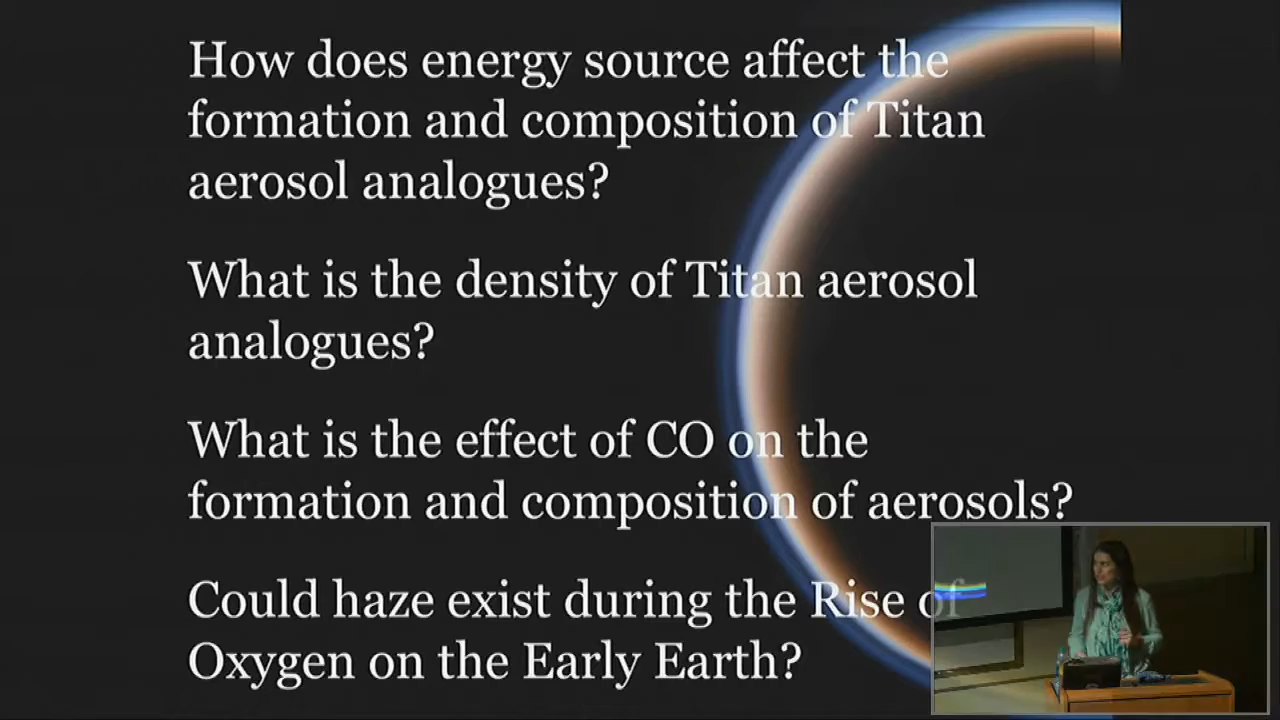 How does energy source affect the
formation and composition of Titan
aerosol analogues?
What is the density of Titan aerosol
analogues?
What is the effect of CO on the
formation and composition of aerosols?
Could haze exist during the Rise of
Oxygen on the Early Earth?